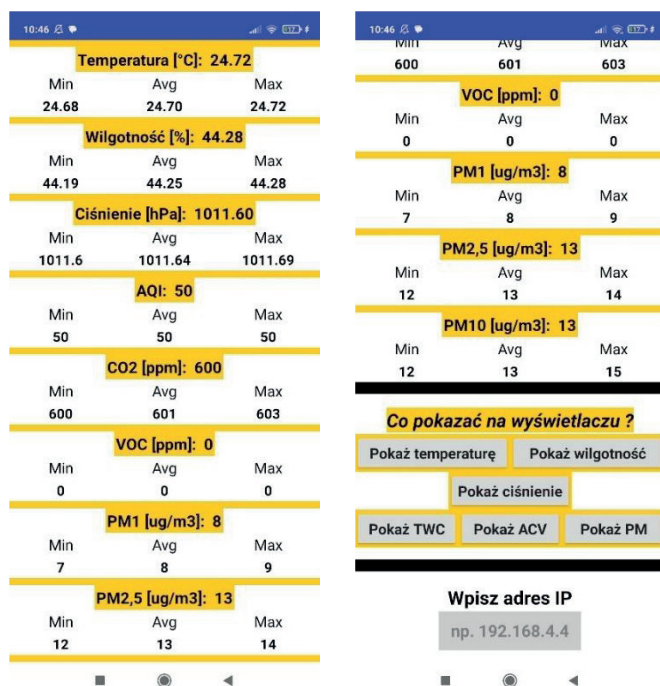 10:46
Temperatura [°C]: 24.72
Min Avg Max
24.68 24.70 24.72
Wilgotność [%]: 44.28
Min Avg Max
44.19 44.25 44.28
Ciśnienie [hPa]: 1011.60
Min Avg Max
1011.6 1011.64 1011.69
AQI: 50
Min Avg Max
50 50 50
CO2 [ppm]: 600
Min Avg Max
600 601 603
VOC [ppm]: 0
Min Avg Max
0 0 0
PM1 [ug/m3]: 8
Min Avg Max
7 8 9
PM2,5 [ug/m3]: 13
Min Avg Max
12 13 14
10:46
Min Avg Max
600 601 603
VOC [ppm]: 0
Min Avg Max
0 0 0
PM1 [ug/m3]: 8
Min Avg Max
7 8 9
PM2,5 [ug/m3]: 13
Min Avg Max
12 13 14
PM10 [ug/m3]: 13
Min Avg Max
12 13 15
Co pokazać na wyświetlaczu ?
Pokaż temperaturę Pokaż wilgotność
Pokaż ciśnienie
Pokaż TWC Pokaż ACV Pokaż PM
Wpisz adres IP
np. 192.168.4.4